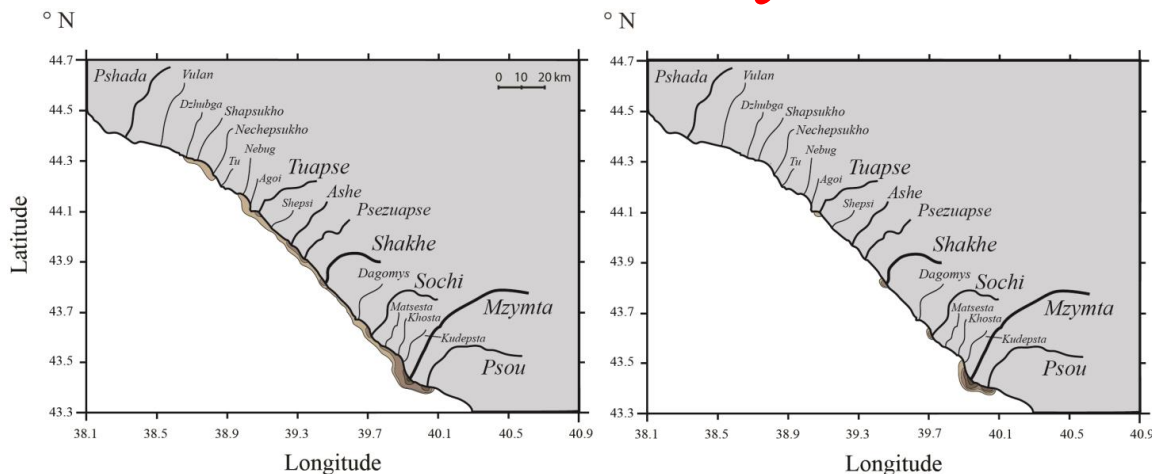 ° N
° N
44.7
44.5
44.3
44.1
43.9
43.7
43.5
43.3
Latitude
Pshada
Vulan
Dzhubga
Shapsukho
Nechepsukho
Tu
Nebug
Agoi
Tuapse
Shepsi
Ashe
Psezuapse
Shakhe
Dagomys
Sochi
Matsesta
Khosta
Kudepsta
Mzymta
Psou
0 10 20 km
38.1 38.5 38.9 39.3 39.7 40.1 40.5 40.9
Longitude
44.7
44.5
44.3
44.1
43.9
43.7
43.5
43.3
Pshada
Vulan
Dzhubga
Shapsukho
Nechepsukho
Tu
Nebug
Agoi
Tuapse
Shepsi
Ashe
Psezuapse
Shakhe
Dagomys
Sochi
Matsesta
Khosta
Kudepsta
Mzymta
Psou
38.1 38.5 38.9 39.3 39.7 40.1 40.5 40.9
Longitude